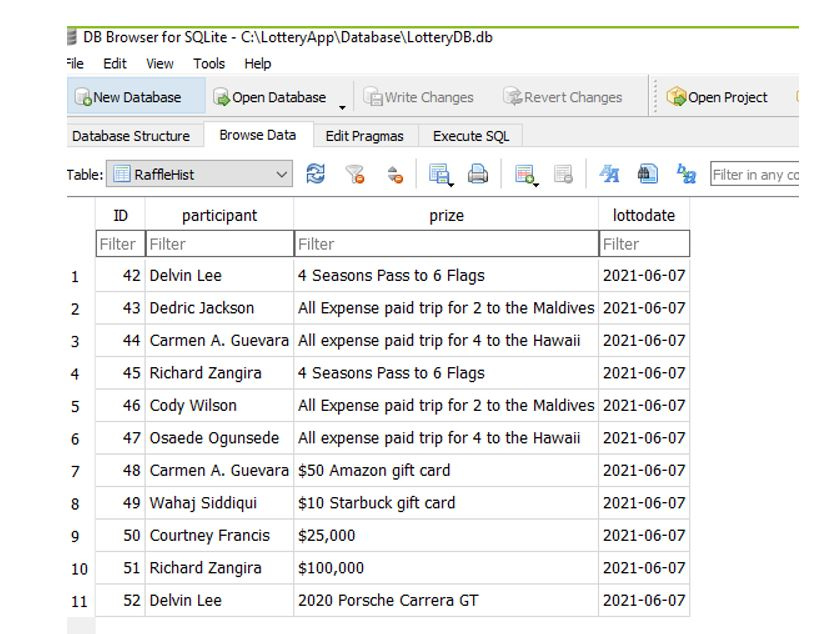 DB Browser for SQLite - C:\LotteryApp\Database\LotteryDB.db
File Edit View Tools Help
New Database Open Database Write Changes Revert Changes Open Project
Database Structure Browse Data Edit Pragmas Execute SQL
Table: RaffleHist Filter in any co
ID participant prize lottodate
Filter Filter Filter Filter
1 42 Delvin Lee 4 Seasons Pass to 6 Flags 2021-06-07
2 43 Dedric Jackson All Expense paid trip for 2 to the Maldives 2021-06-07
3 44 Carmen A. Guevara All expense paid trip for 4 to the Hawaii 2021-06-07
4 45 Richard Zangira 4 Seasons Pass to 6 Flags 2021-06-07
5 46 Cody Wilson All Expense paid trip for 2 to the Maldives 2021-06-07
6 47 Osaede Ogunsede All expense paid trip for 4 to the Hawaii 2021-06-07
7 48 Carmen A. Guevara $50 Amazon gift card 2021-06-07
8 49 Wahaj Siddiqui $10 Starbuck gift card 2021-06-07
9 50 Courtney Francis $25,000 2021-06-07
10 51 Richard Zangira $100,000 2021-06-07
11 52 Delvin Lee 2020 Porsche Carrera GT 2021-06-07